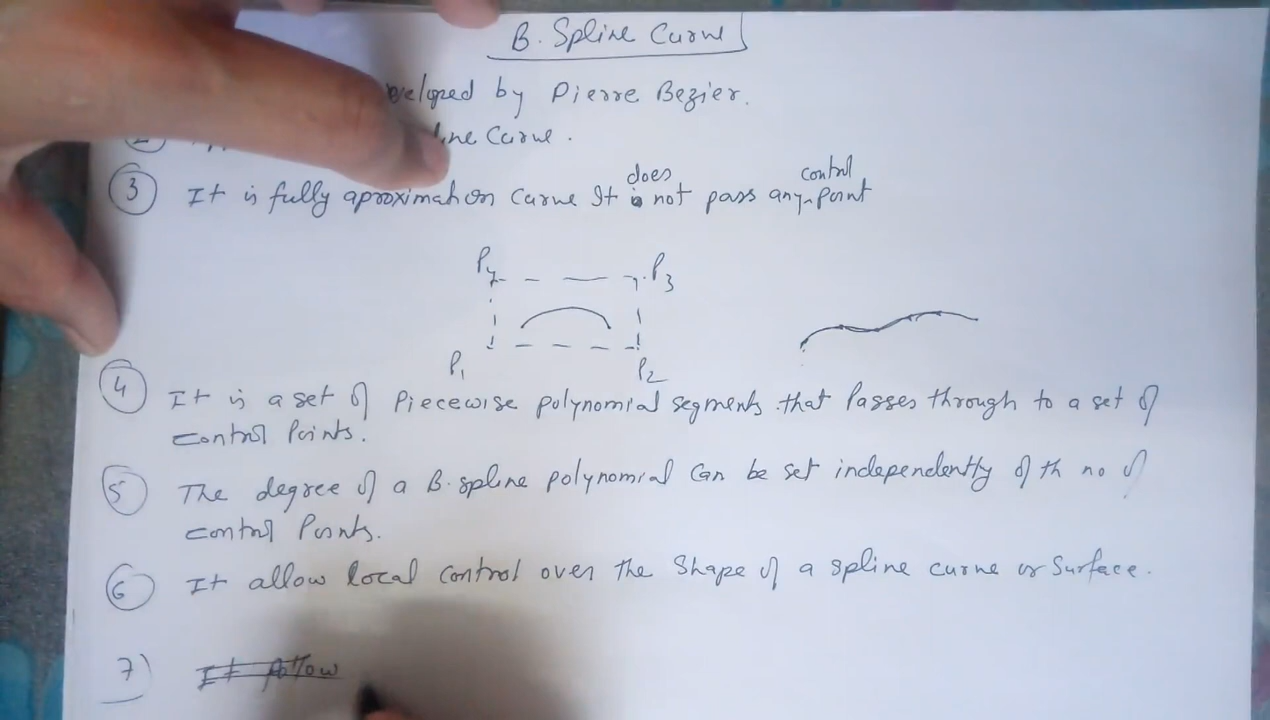 B. Spline Curve
veloped by Pierre Bezier.
line Curve.
does control
3 It is fully aproximation curve It not pass any point
P4 P3
P1 P2
4 It is a set of Piecewise polynomial segments that Passes through to a set of
control Points.
5 The degree of a B.spline polynomial can be set independently of th no of
control Points.
6 It allow local control over the Shape of a spline curve or Surface.
7) It follow